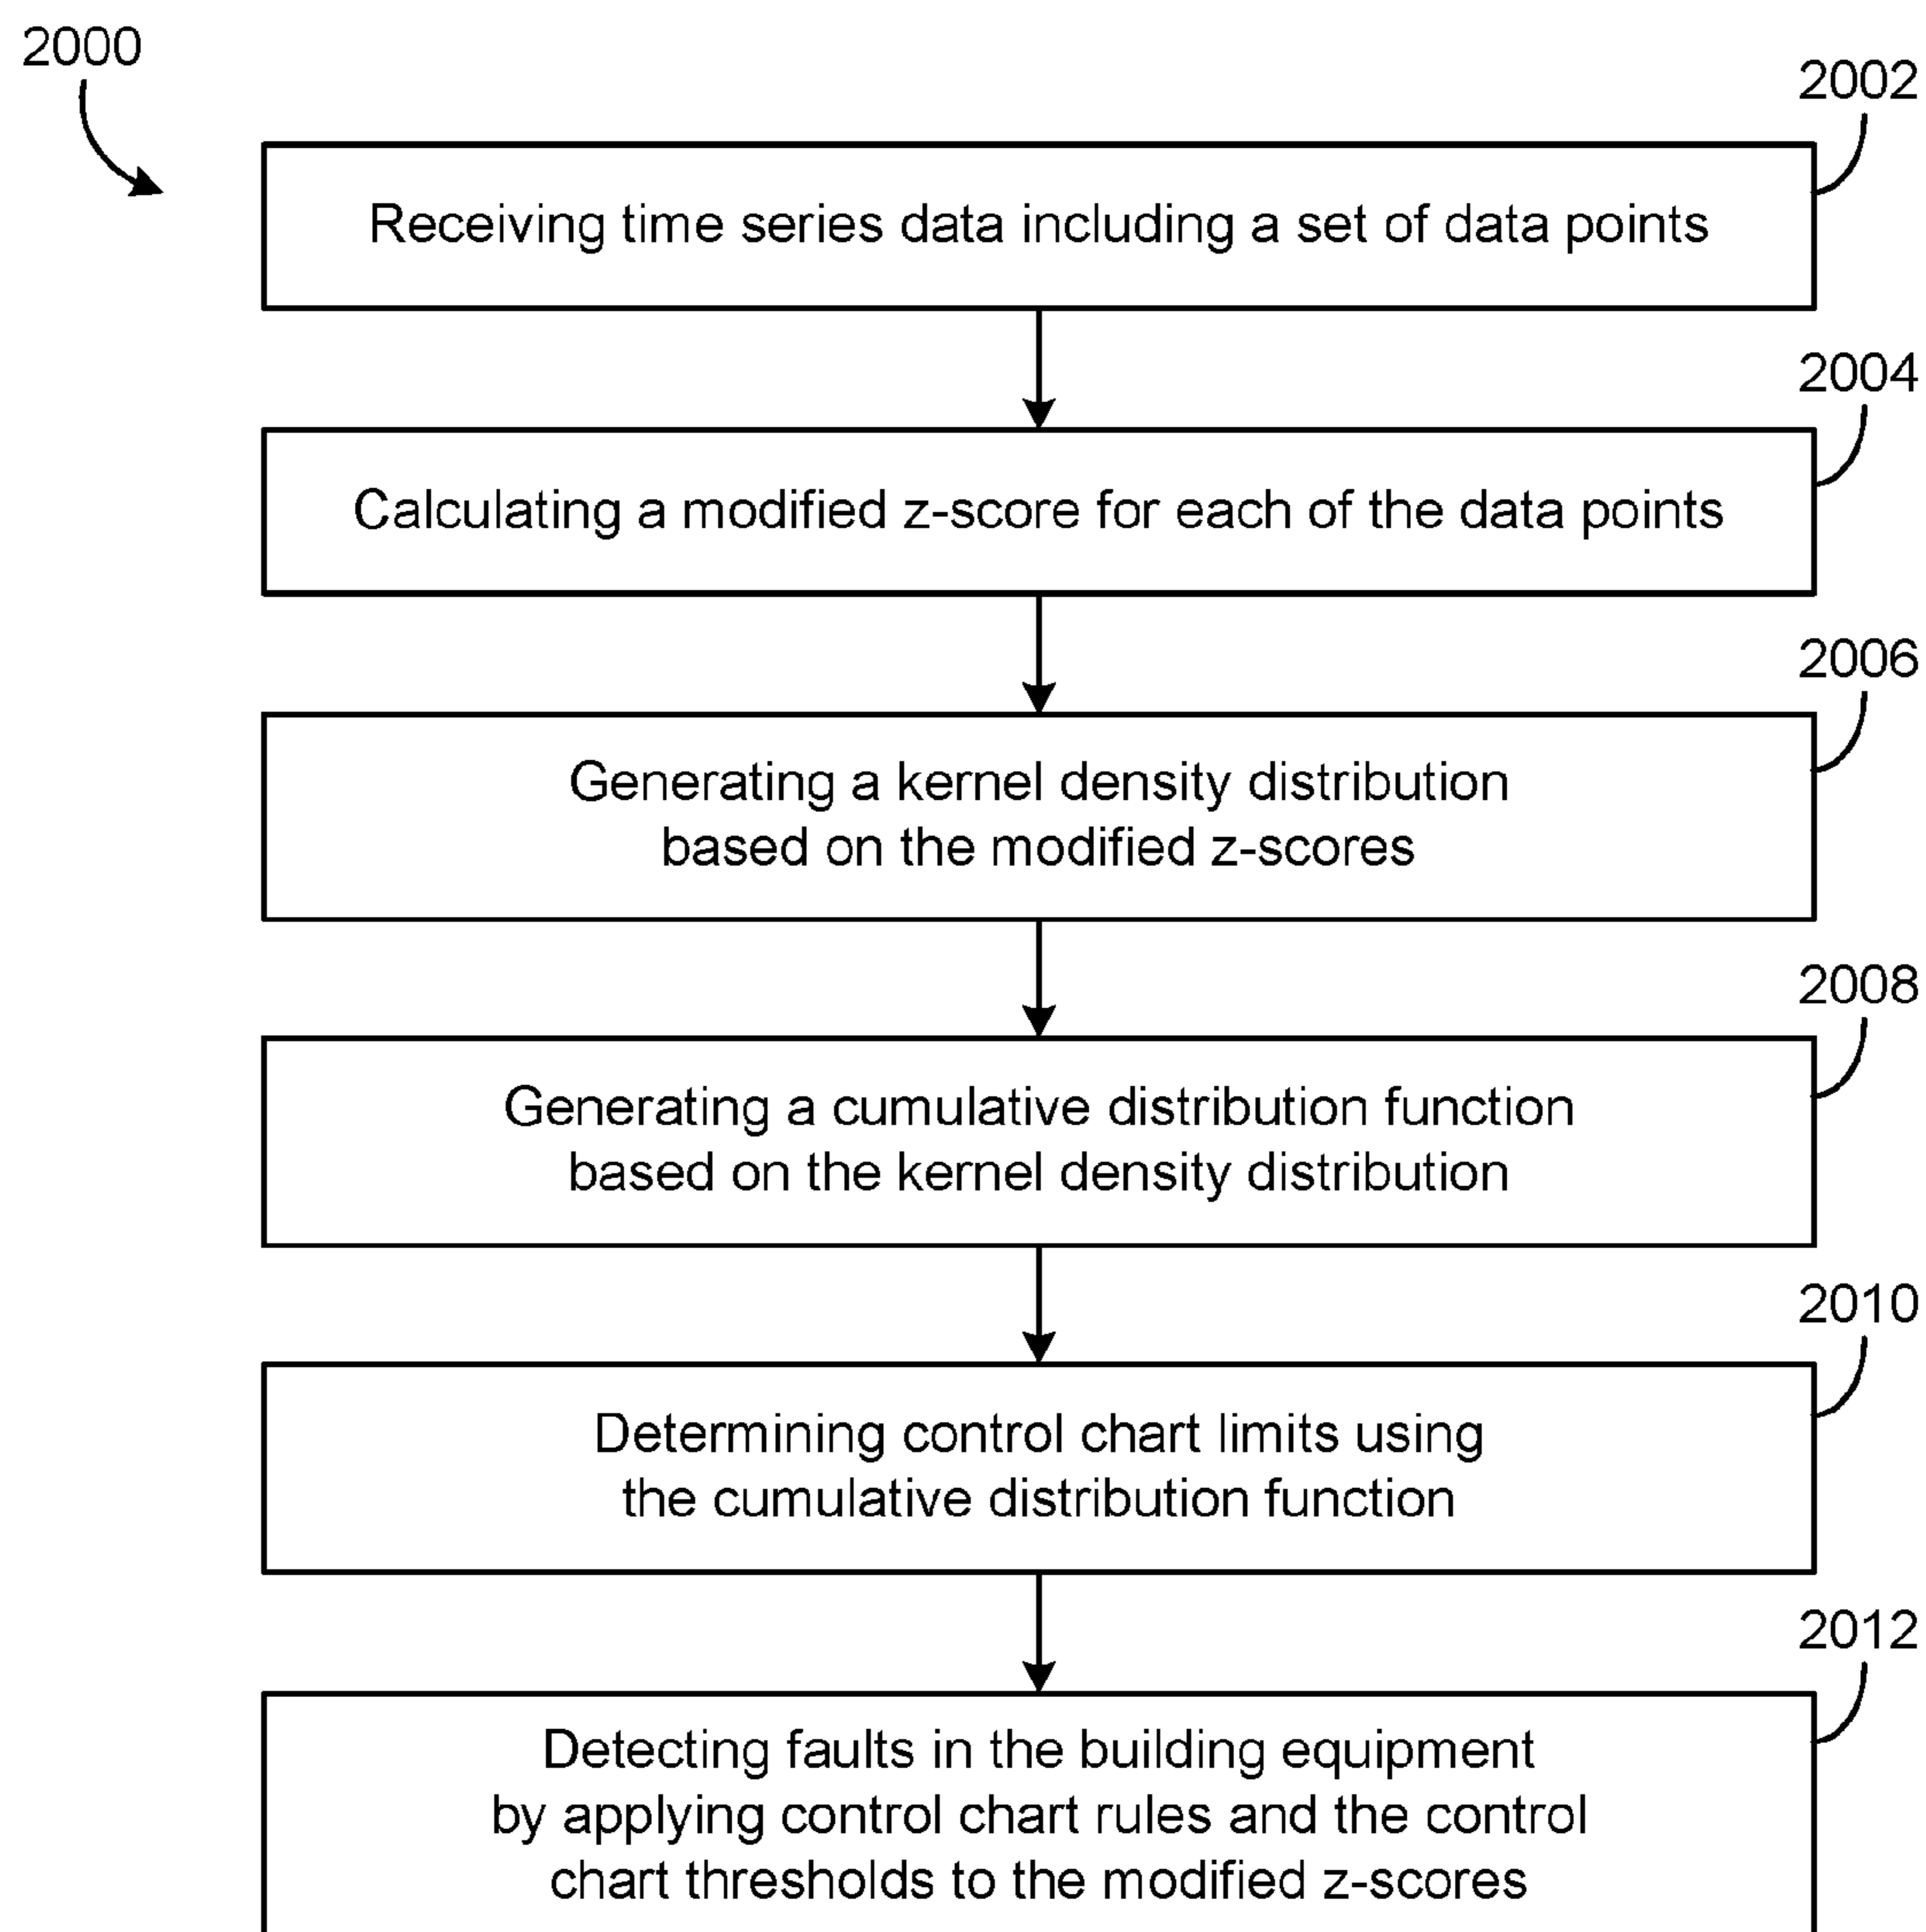 2000
2002
Receiving time series data including a set of data points
2004
Calculating a modified z-score for each of the data points
2006
Generating a kernel density distribution
based on the modified z-scores
2008
Generating a cumulative distribution function
based on the kernel density distribution
2010
Determining control chart limits using
the cumulative distribution function
2012
Detecting faults in the building equipment
by applying control chart rules and the control
chart thresholds to the modified z-scores